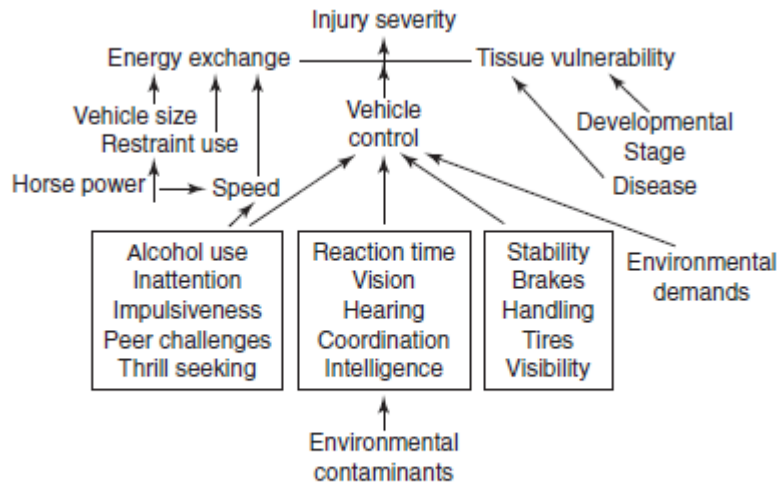 Injury severity
Energy exchange
Tissue vulnerability
Vehicle size
Restraint use
Vehicle
control
Developmental
Stage
Horse power
Speed
Disease
Alcohol use
Inattention
Impulsiveness
Peer challenges
Thrill seeking
Reaction time
Vision
Hearing
Coordination
Intelligence
Stability
Brakes
Handling
Tires
Visibility
Environmental
demands
Environmental
contaminants